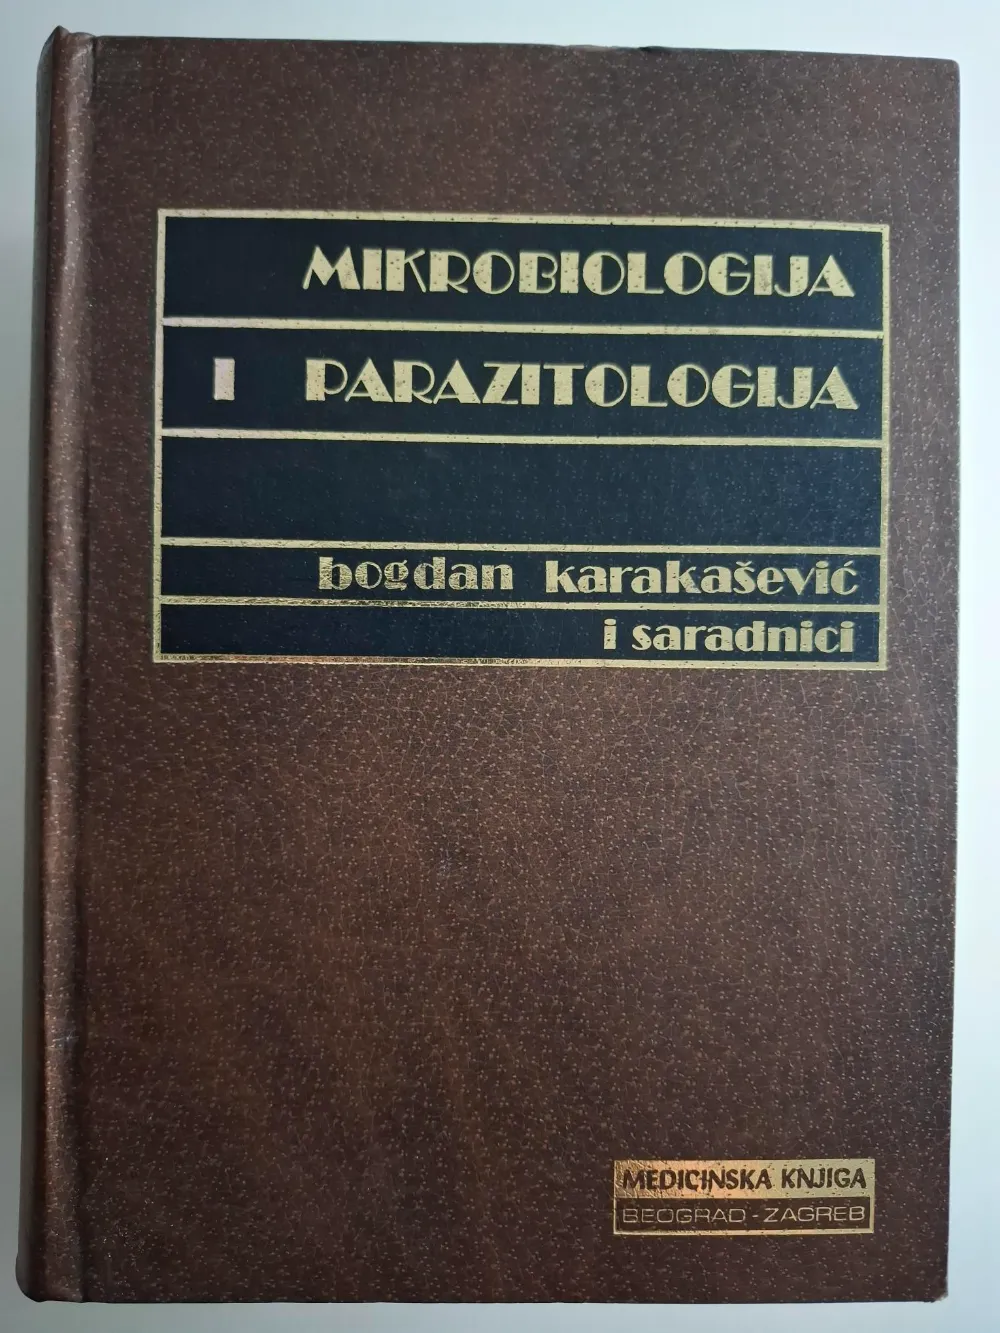 MIKROBIOLOGIJA
I PARAZITOLOGIJA
bogdan karakašević
i saradnici
MEDICINSKA KNJIGA
BEOGRAD - ZAGREB